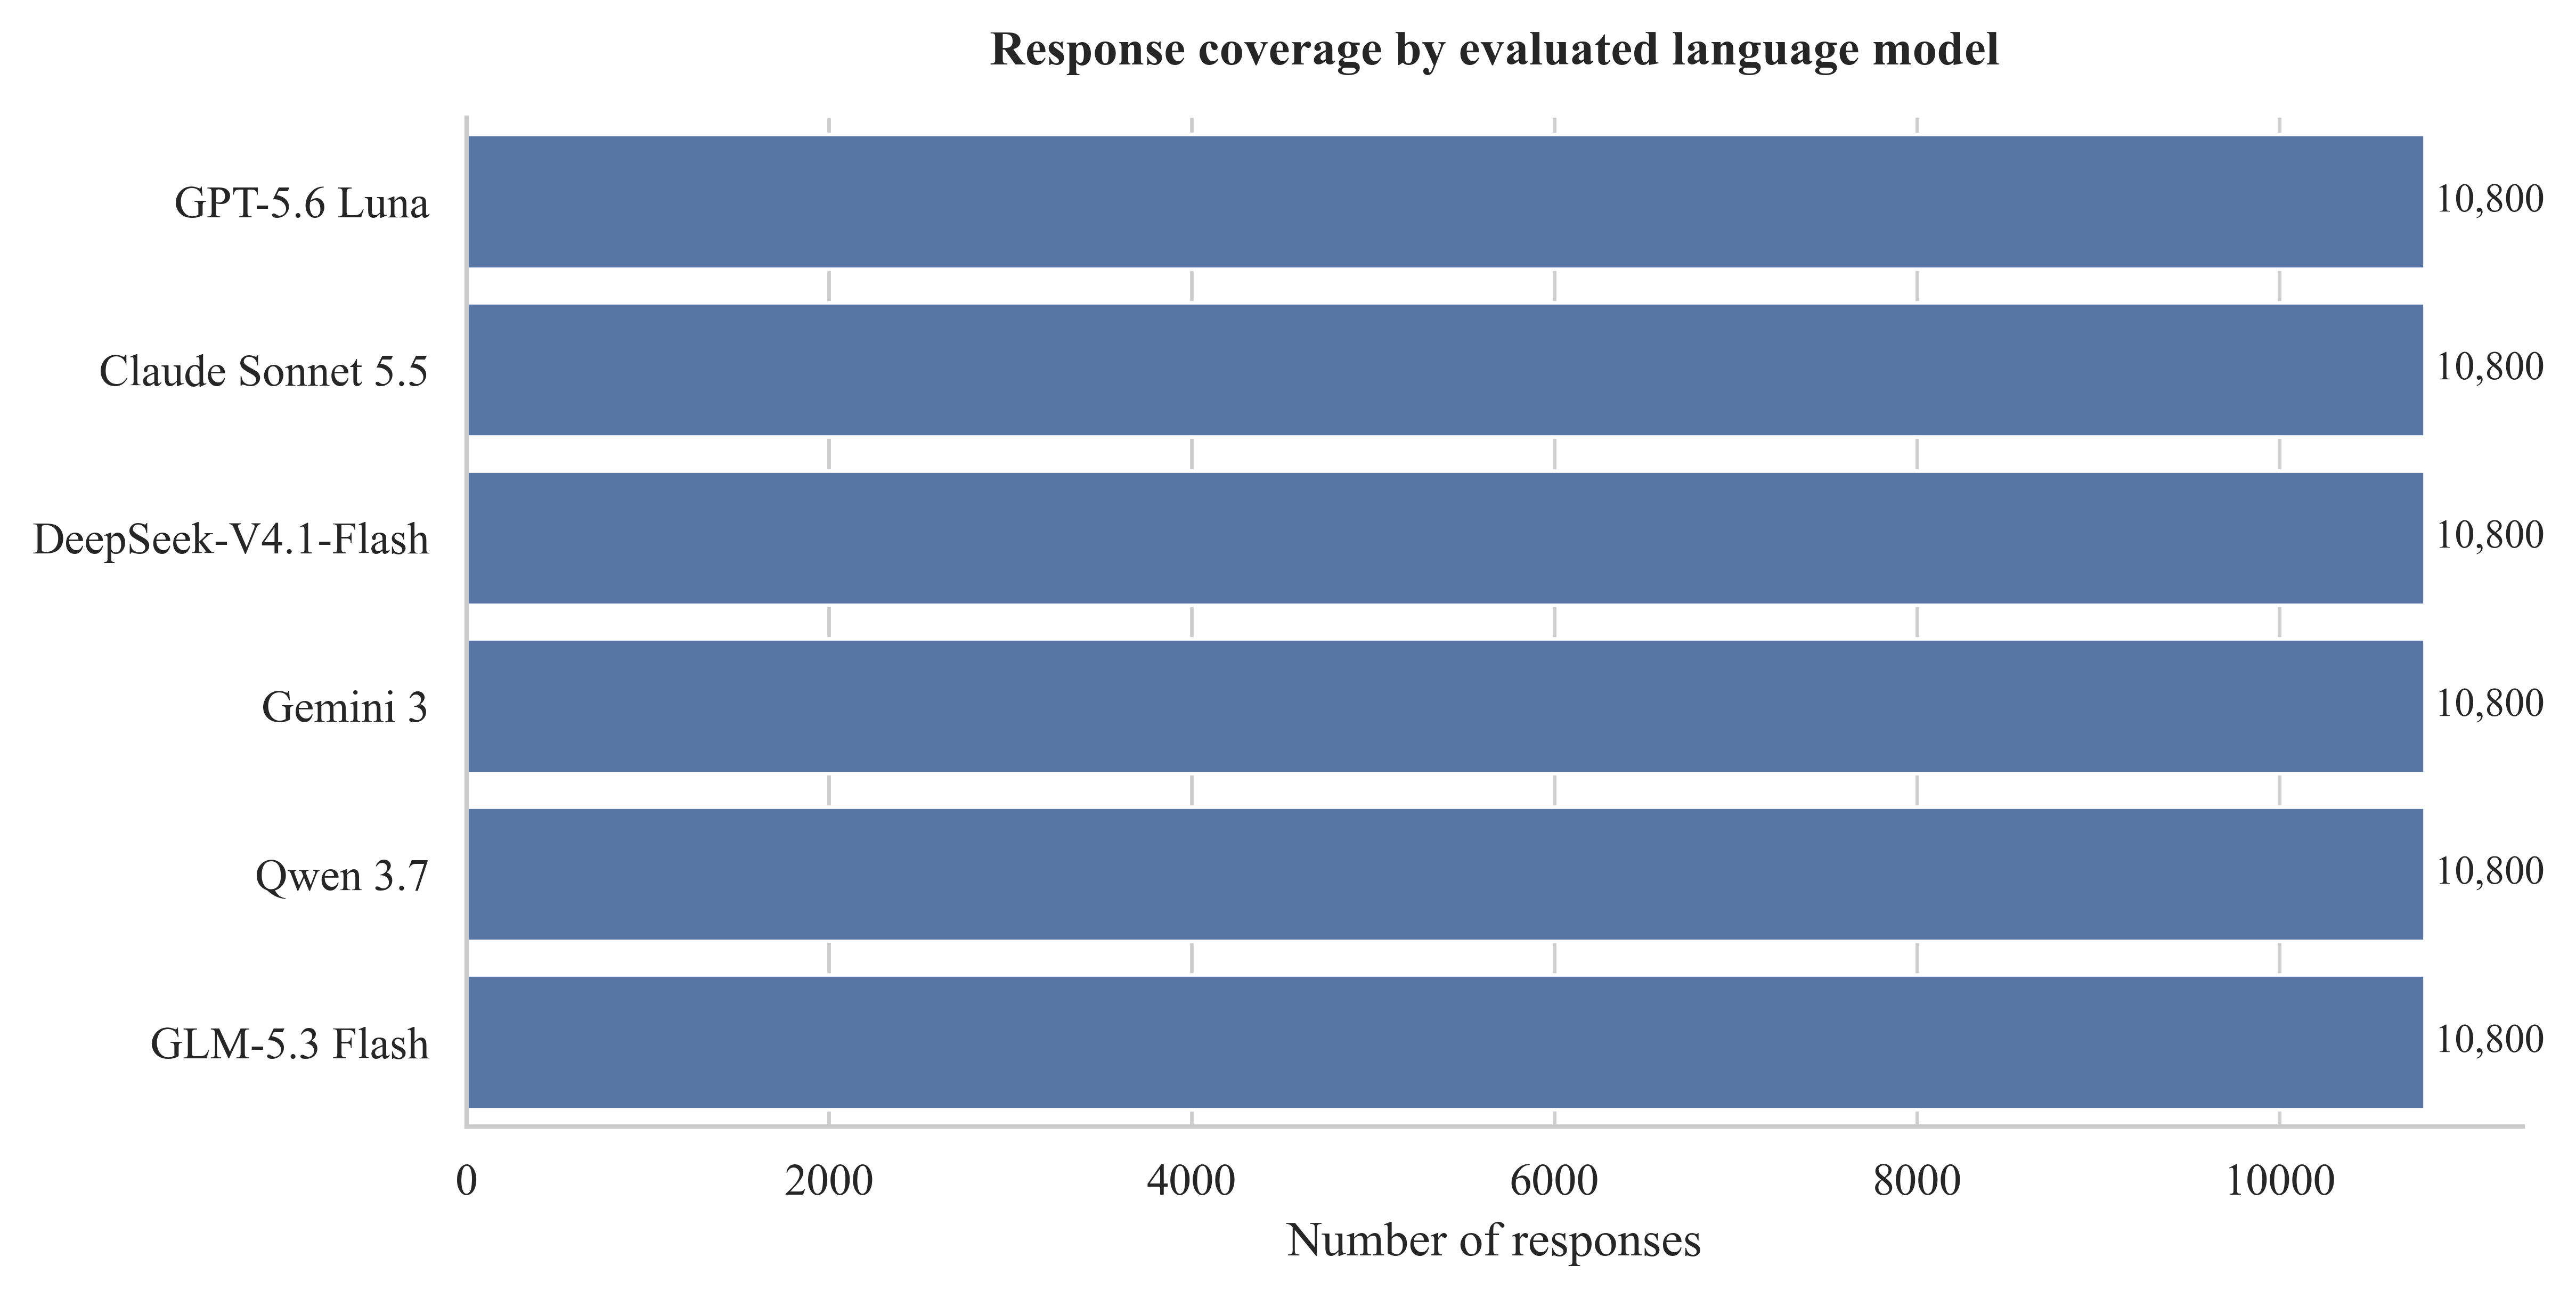 Response coverage by evaluated language model
GPT-5.6 Luna 10,800
Claude Sonnet 5.5 10,800
DeepSeek-V4.1-Flash 10,800
Gemini 3 10,800
Qwen 3.7 10,800
GLM-5.3 Flash 10,800
0 2000 4000 6000 8000 10000
Number of responses